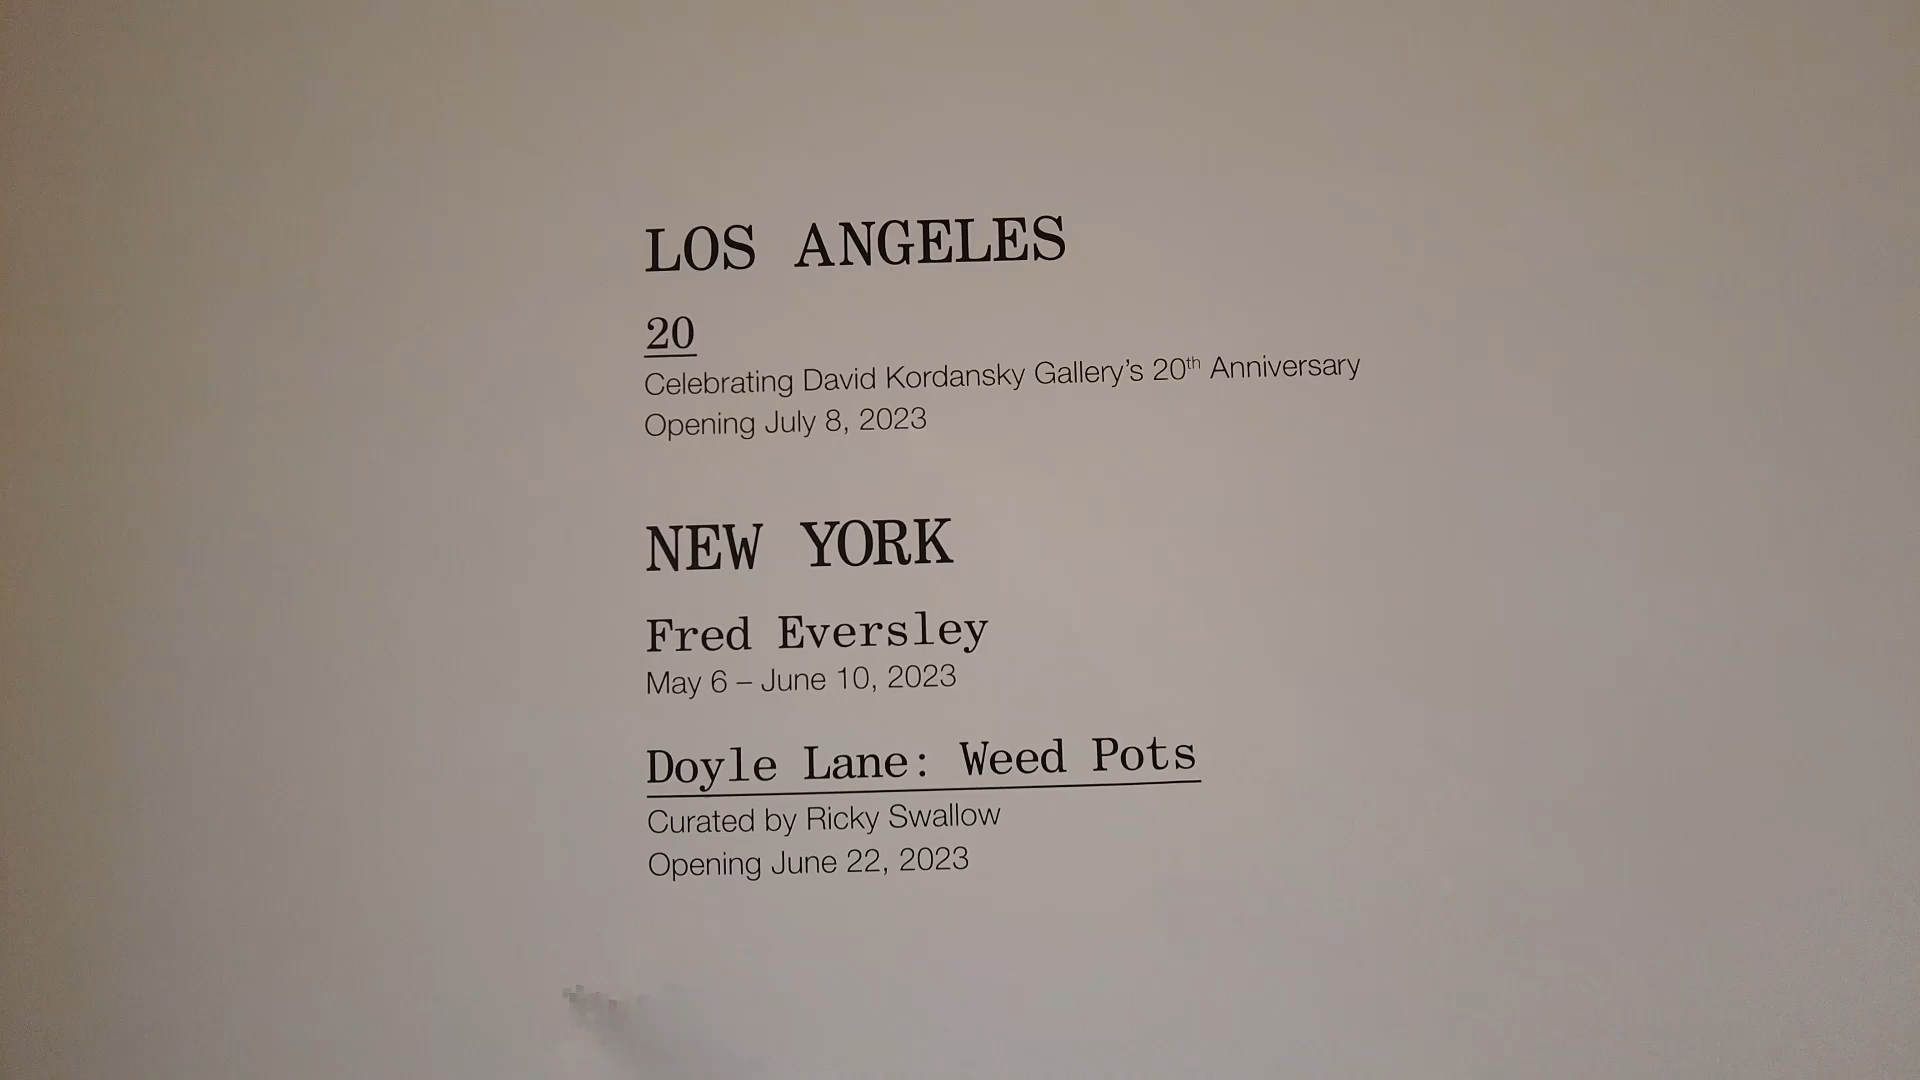 LOS ANGELES
20
Celebrating David Kordansky Gallery’s 20th Anniversary
Opening July 8, 2023
NEW YORK
Fred Eversley
May 6 – June 10, 2023
Doyle Lane: Weed Pots
Curated by Ricky Swallow
Opening June 22, 2023